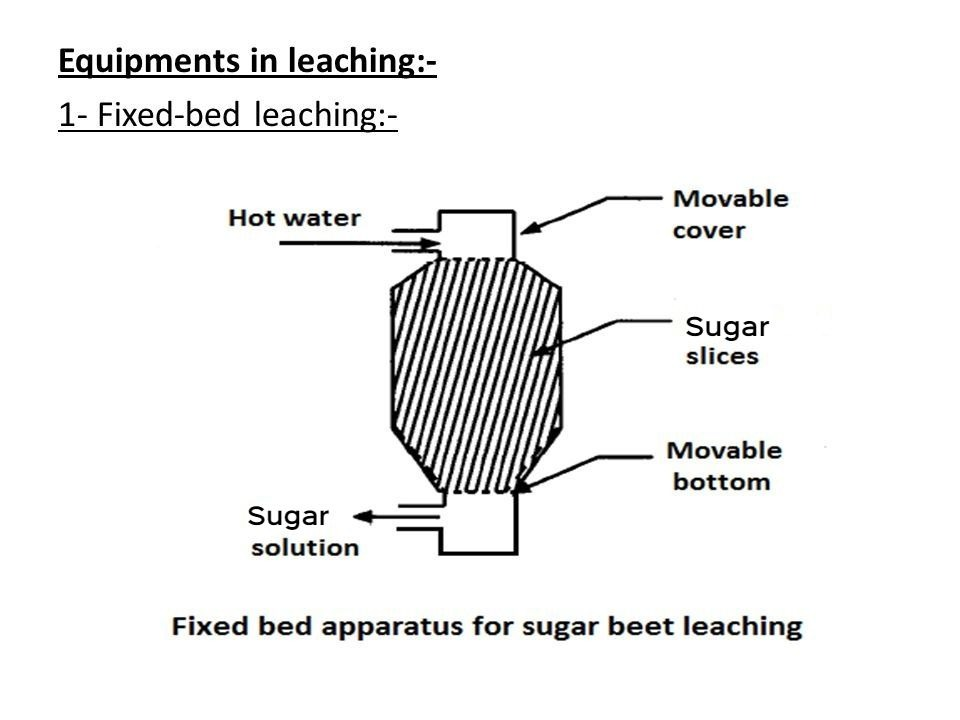 Equipments in leaching:-
1- Fixed-bed leaching:-
Hot water
Movable
cover
Sugar
slices
Movable
bottom
Sugar
solution
Fixed bed apparatus for sugar beet leaching